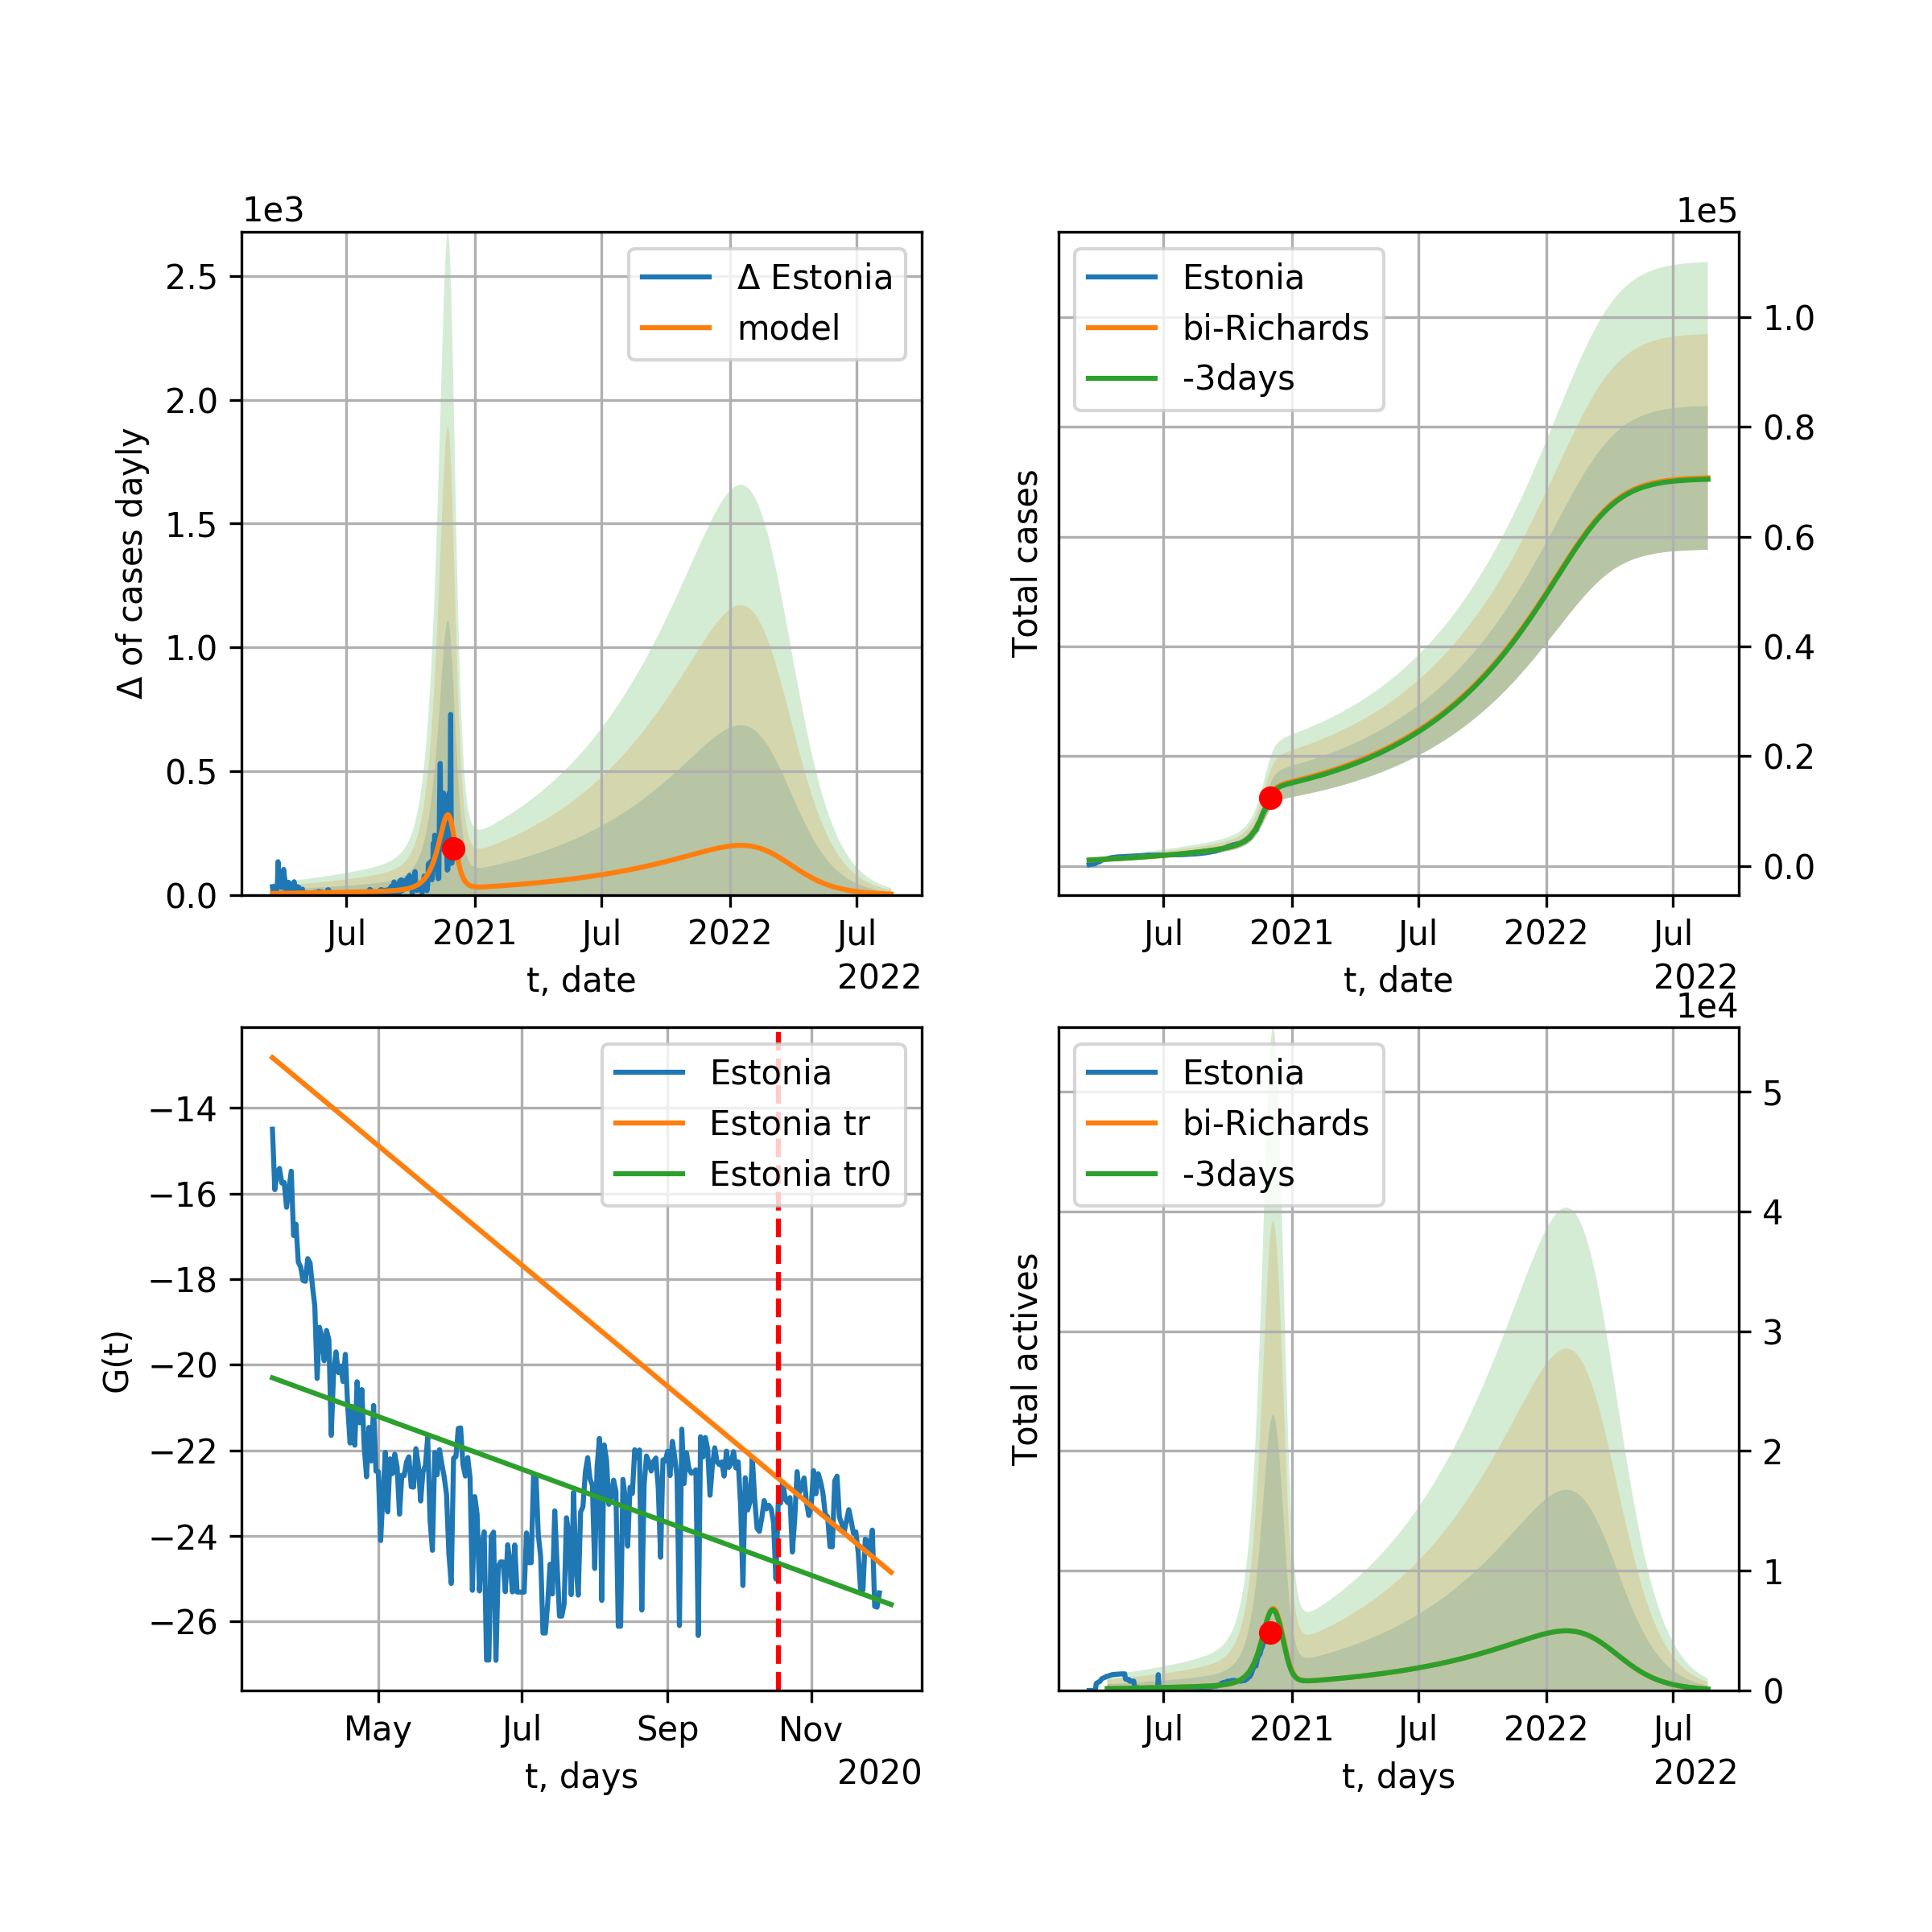 1e3
2.5
2.0
1.5
1.0
0.5
0.0
Δ of cases dayly
Δ Estonia
model
Jul
2021
Jul
2022
Jul
t, date
2022
1e5
Estonia
bi-Richards
-3days
Total cases
1.0
0.8
0.6
0.4
0.2
0.0
Jul
2021
Jul
2022
Jul
t, date
2022
−14
−16
−18
−20
−22
−24
−26
G(t)
Estonia
Estonia tr
Estonia tr0
May
Jul
Sep
Nov
t, days
2020
1e4
Estonia
bi-Richards
-3days
Total actives
5
4
3
2
1
0
Jul
2021
Jul
2022
Jul
t, days
2022